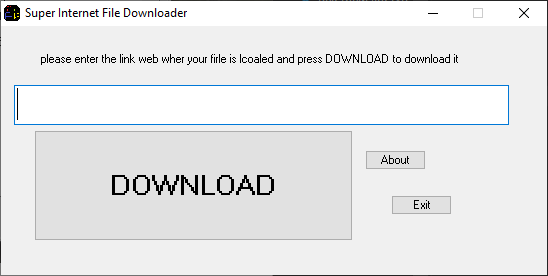 Super Internet File Downloader
please enter the link web wher your firle is lcoaled and press DOWNLOAD to download it
DOWNLOAD
About
Exit